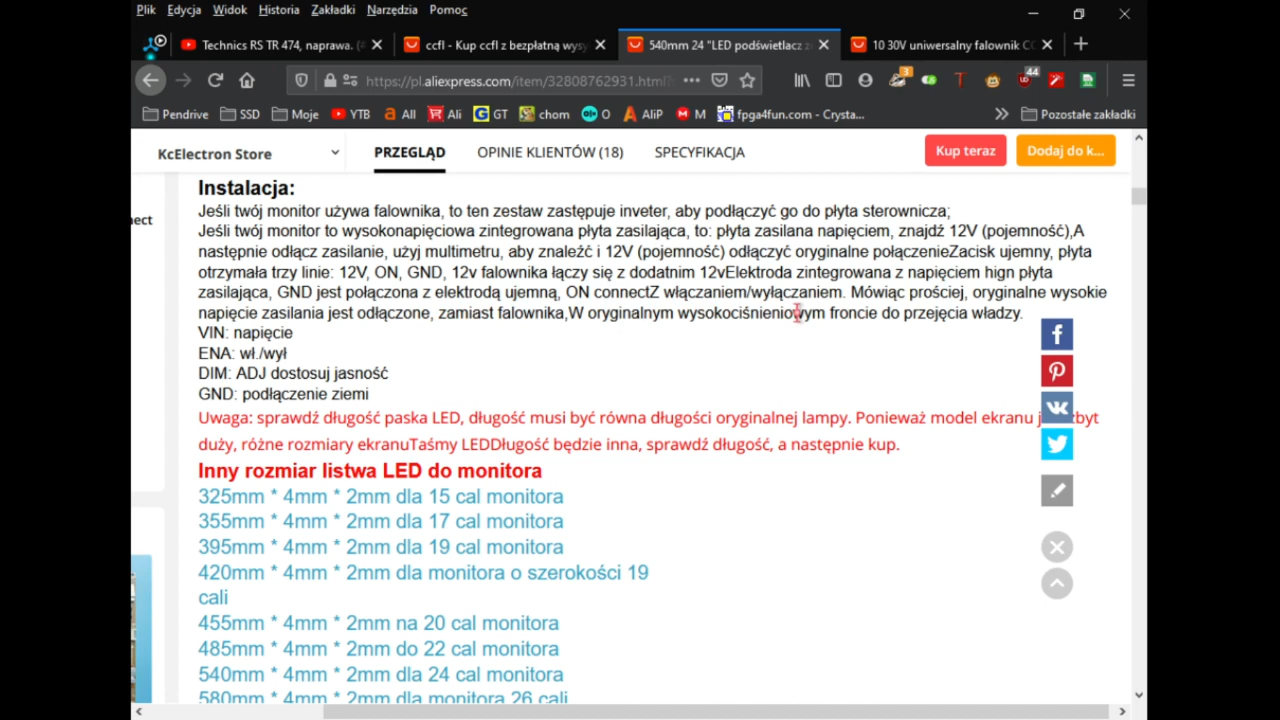 Plik Edycja Widok Historia Zakładki Narzędzia Pomoc
Technics RS TR 474, naprawa. (
ccfl - Kup ccfl z bezpłatną wysy
540mm 24 "LED podświetlacz z
10 30V uniwersalny falownik CC
https://pl.aliexpress.com/item/32808762931.html?
3
44
Pendrive SSD Moje YTB All Ali GT chom O AliP M fpga4fun.com - Crysta... Pozostałe zakładki
KcElectron Store PRZEGLĄD OPINIE KLIENTÓW (18) SPECYFIKACJA Kup teraz Dodaj do k...
nect
Instalacja:
Jeśli twój monitor używa falownika, to ten zestaw zastępuje inveter, aby podłączyć go do płyta sterownicza;
Jeśli twój monitor to wysokonapięciowa zintegrowana płyta zasilająca, to: płyta zasilana napięciem, znajdź 12V (pojemność),A
następnie odłącz zasilanie, użyj multimetru, aby znaleźć i 12V (pojemność) odłączyć oryginalne połączenieZacisk ujemny, płyta
otrzymała trzy linie: 12V, ON, GND, 12v falownika łączy się z dodatnim 12vElektroda zintegrowana z napięciem hign płyta
zasilająca, GND jest połączona z elektrodą ujemną, ON connectZ włączaniem/wyłączaniem. Mówiąc prościej, oryginalne wysokie
napięcie zasilania jest odłączone, zamiast falownika,W oryginalnym wysokociśnieniowym froncie do przejęcia władzy.
VIN: napięcie
ENA: wł./wył
DIM: ADJ dostosuj jasność
GND: podłączenie ziemi
Uwaga: sprawdź długość paska LED, długość musi być równa długości oryginalnej lampy. Ponieważ model ekranu j zbyt
duży, różne rozmiary ekranuTaśmy LEDDługość będzie inna, sprawdź długość, a następnie kup.
Inny rozmiar listwa LED do monitora
325mm * 4mm * 2mm dla 15 cal monitora
355mm * 4mm * 2mm dla 17 cal monitora
395mm * 4mm * 2mm dla 19 cal monitora
420mm * 4mm * 2mm dla monitora o szerokości 19
cali
455mm * 4mm * 2mm na 20 cal monitora
485mm * 4mm * 2mm do 22 cal monitora
540mm * 4mm * 2mm dla 24 cal monitora
580mm * 4mm * 2mm dla monitora 26 cali